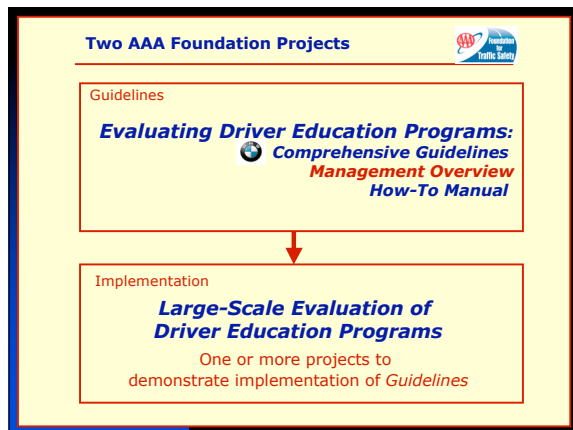 Two AAA Foundation Projects
AAA Foundation
for
Traffic Safety
Guidelines
Evaluating Driver Education Programs:
Comprehensive Guidelines
Management Overview
How-To Manual
Implementation
Large-Scale Evaluation of
Driver Education Programs
One or more projects to
demonstrate implementation of Guidelines